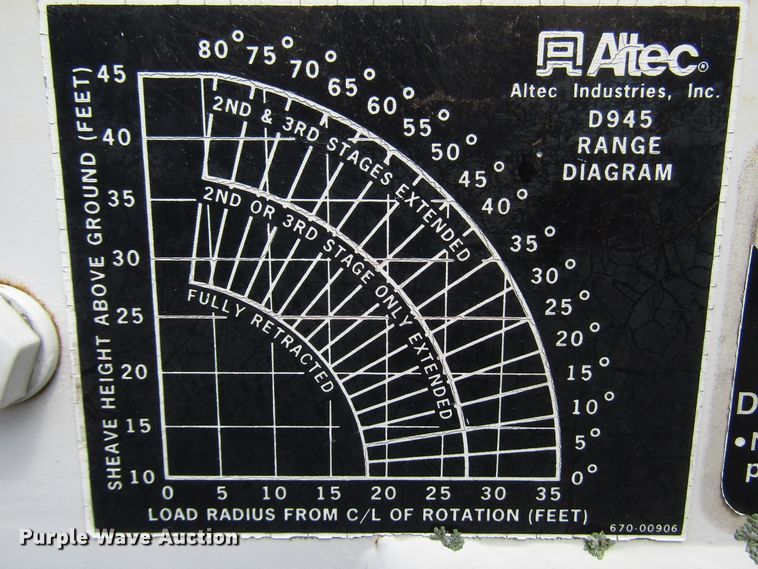 Altec®
Altec Industries, Inc.
D945
RANGE
DIAGRAM
80° 75° 70° 65° 60° 55° 50° 45° 40° 35° 30° 25° 20° 15° 10° 5° 0°
2ND & 3RD STAGES EXTENDED
2ND OR 3RD STAGE ONLY EXTENDED
FULLY RETRACTED
SHEAVE HEIGHT ABOVE GROUND (FEET)
45
40
35
30
25
20
15
10
0 5 10 15 20 25 30 35
LOAD RADIUS FROM C/L OF ROTATION (FEET)
670-00906
D
Purple Wave Auction